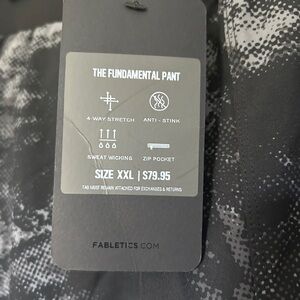 THE FUNDAMENTAL PANT
4-WAY STRETCH
ANTI - STINK
SWEAT WICKING
ZIP POCKET
SIZE XXL | $79.95
TAG MUST REMAIN ATTACHED FOR EXCHANGES & RETURNS
FABLETICS.COM